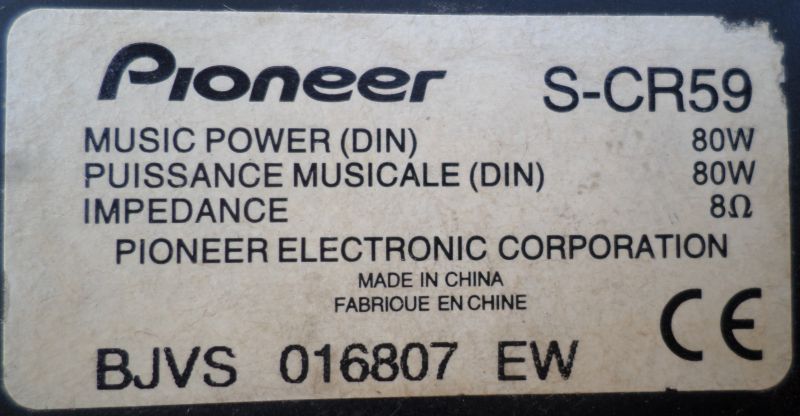 Pioneer S-CR59
MUSIC POWER (DIN) 80W
PUISSANCE MUSICALE (DIN) 80W
IMPEDANCE 8Ω
PIONEER ELECTRONIC CORPORATION
MADE IN CHINA
FABRIQUE EN CHINE
CE
BJVS 016807 EW